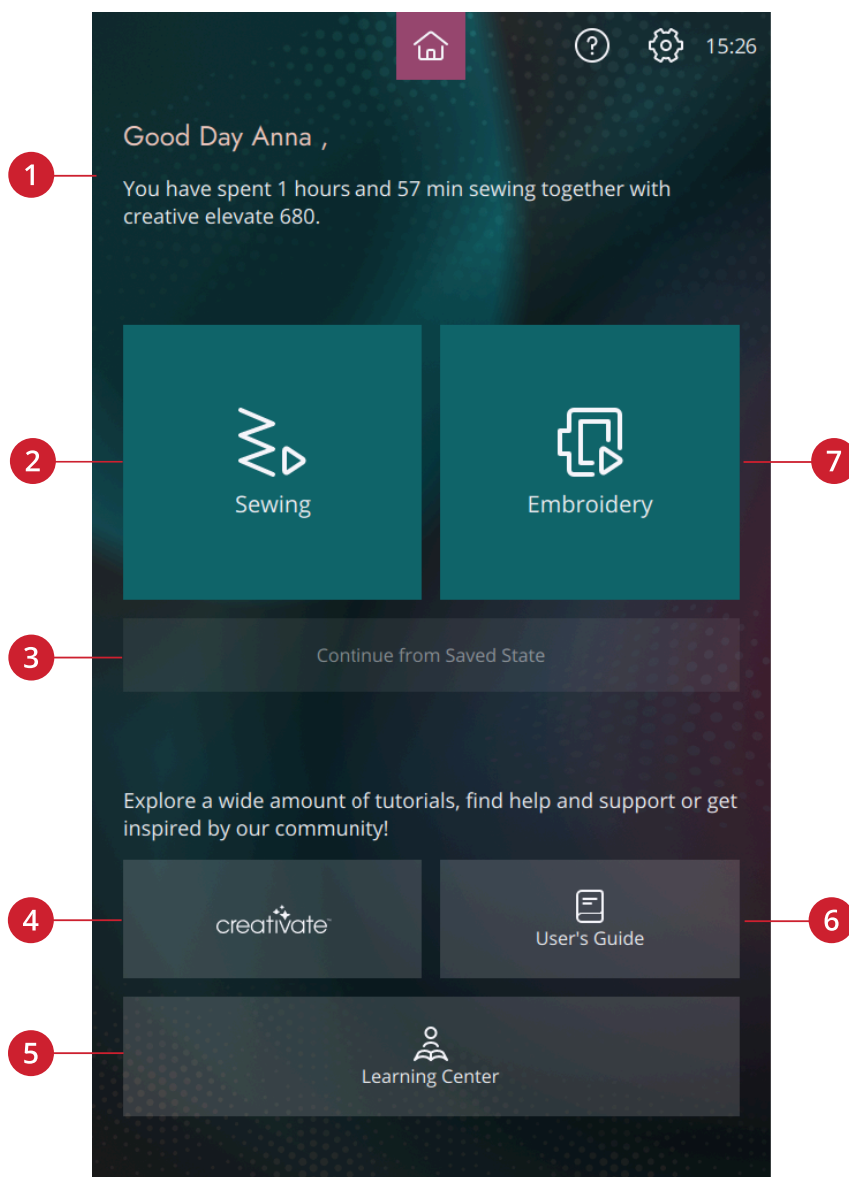 15:26
Good Day Anna ,
1
You have spent 1 hours and 57 min sewing together with
creative elevate 680.
2
Sewing
Embroidery
7
3
Continue from Saved State
Explore a wide amount of tutorials, find help and support or get
inspired by our community!
4
creativate™
User's Guide
6
5
Learning Center